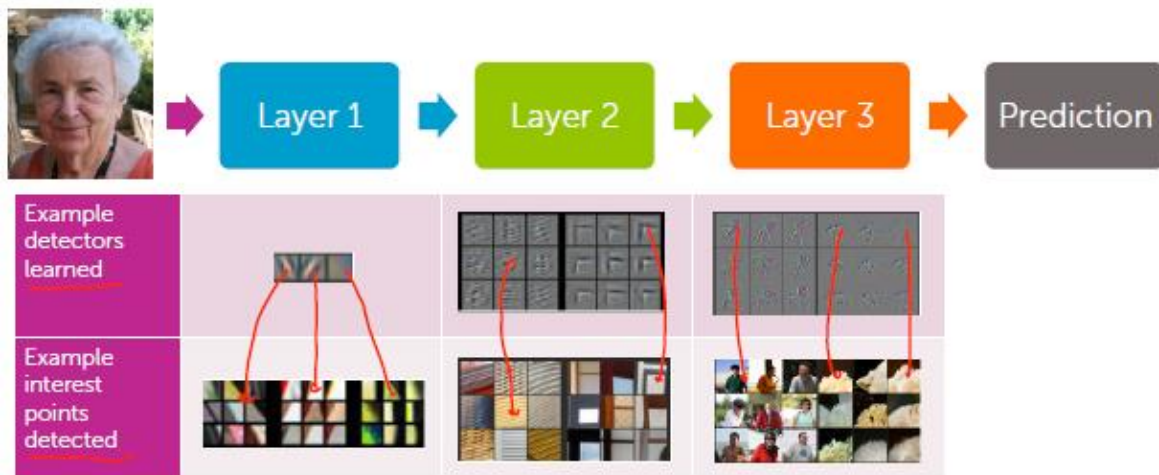 Layer 1
Layer 2
Layer 3
Prediction
Example
detectors
learned
Example
interest
points
detected